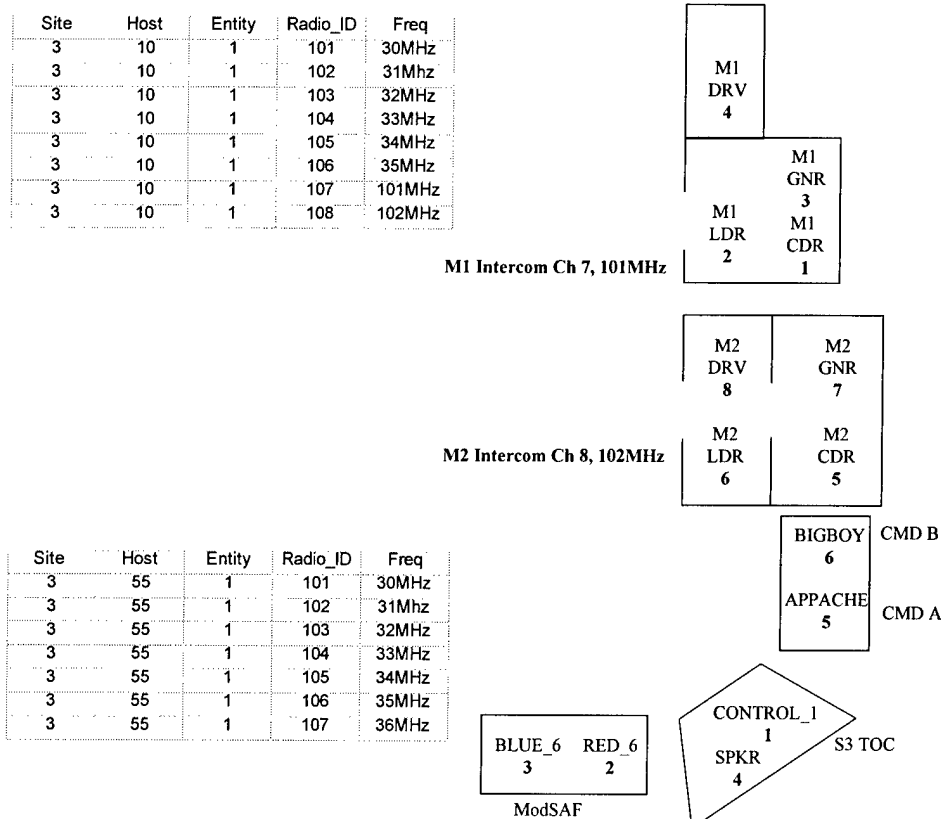 Site Host Entity Radio_ID Freq
3 10 1 101 30MHz
3 10 1 102 31Mhz
3 10 1 103 32MHz
3 10 1 104 33MHz
3 10 1 105 34MHz
3 10 1 106 35MHz
3 10 1 107 101MHz
3 10 1 108 102MHz
M1
DRV
4
M1
GNR
3
M1
LDR
2
M1
CDR
1
M1 Intercom Ch 7, 101MHz
M2
DRV
8
M2
GNR
7
M2
LDR
6
M2
CDR
5
M2 Intercom Ch 8, 102MHz
BIGBOY
6
CMD B
APPACHE
5
CMD A
Site Host Entity Radio_ID Freq
3 55 1 101 30MHz
3 55 1 102 31Mhz
3 55 1 103 32MHz
3 55 1 104 33MHz
3 55 1 105 34MHz
3 55 1 106 35MHz
3 55 1 107 36MHz
BLUE_6
3
RED_6
2
ModSAF
CONTROL_1
1
SPKR
4
S3 TOC